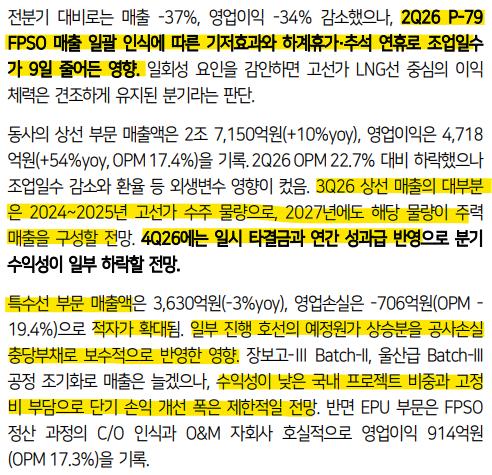 전분기 대비로는 매출 -37%, 영업이익 -34% 감소했으나, 2Q26 P-79
FPSO 매출 일괄 인식에 따른 기저효과와 하계휴가·추석 연휴로 조업일수
가 9일 줄어든 영향. 일회성 요인을 감안하면 고선가 LNG선 중심의 이익
체력은 견조하게 유지된 분기라는 판단.
동사의 상선 부문 매출액은 2조 7,150억원(+10%yoy), 영업이익은 4,718
억원(+54%yoy, OPM 17.4%)을 기록. 2Q26 OPM 22.7% 대비 하락했으나
조업일수 감소와 환율 등 외생변수 영향이 컸음. 3Q26 상선 매출의 대부분
은 2024~2025년 고선가 수주 물량으로, 2027년에도 해당 물량이 주력
매출을 구성할 전망. 4Q26에는 일시 타결금과 연간 성과급 반영으로 분기
수익성이 일부 하락할 전망.
특수선 부문 매출액은 3,630억원(-3%yoy), 영업손실은 -706억원(OPM -
19.4%)으로 적자가 확대됨. 일부 진행 호선의 예정원가 상승분을 공사손실
충당부채로 보수적으로 반영한 영향. 장보고-III Batch-II, 울산급 Batch-III
공정 조기화로 매출은 늘겠으나, 수익성이 낮은 국내 프로젝트 비중과 고정
비 부담으로 단기 손익 개선 폭은 제한적일 전망. 반면 EPU 부문은 FPSO
정산 과정의 C/O 인식과 O&M 자회사 호실적으로 영업이익 914억원
(OPM 17.3%)을 기록.